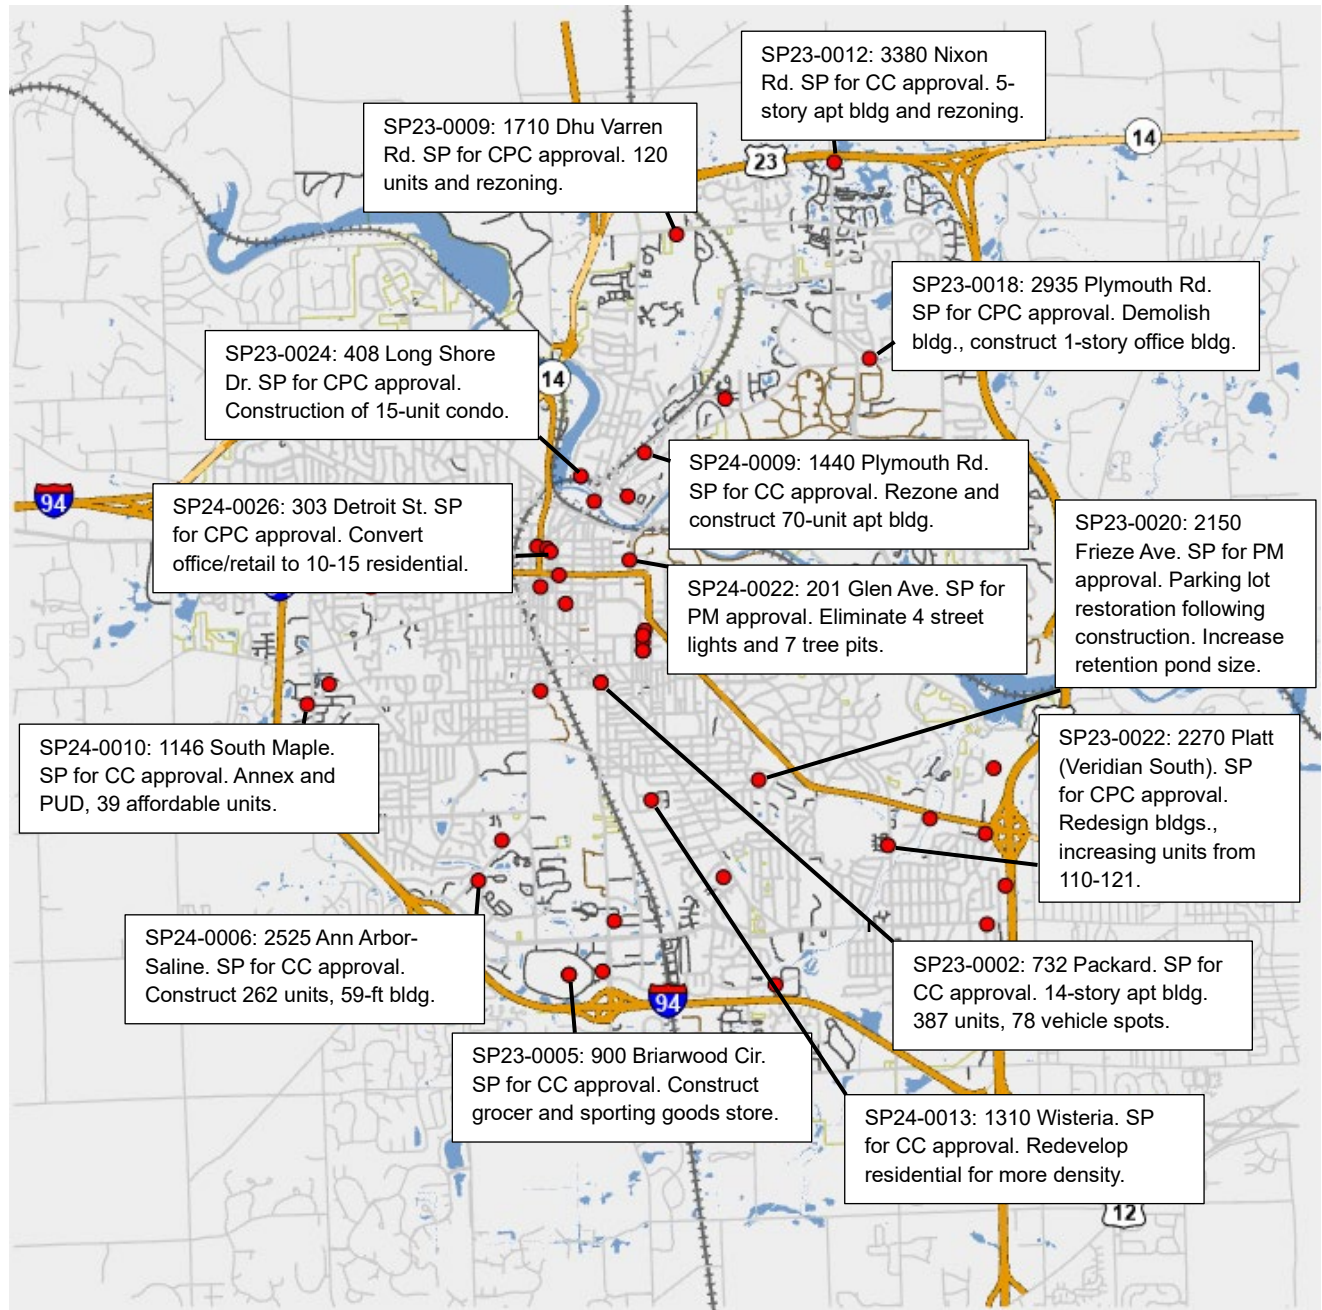 SP23-0012: 3380 Nixon
Rd. SP for CC approval. 5-
story apt bldg and rezoning.
SP23-0009: 1710 Dhu Varren
Rd. SP for CPC approval. 120
units and rezoning.
14
23
SP23-0018: 2935 Plymouth Rd.
SP for CPC approval. Demolish
bldg., construct 1-story office bldg.
SP23-0024: 408 Long Shore
Dr. SP for CPC approval.
Construction of 15-unit condo.
14
SP24-0009: 1440 Plymouth Rd.
SP for CC approval. Rezone and
construct 70-unit apt bldg.
94
SP24-0026: 303 Detroit St. SP
for CPC approval. Convert
office/retail to 10-15 residential.
SP23-0020: 2150
Frieze Ave. SP for PM
approval. Parking lot
restoration following
construction. Increase
retention pond size.
SP24-0022: 201 Glen Ave. SP for
PM approval. Eliminate 4 street
lights and 7 tree pits.
SP24-0010: 1146 South Maple.
SP for CC approval. Annex and
PUD, 39 affordable units.
SP23-0022: 2270 Platt
(Veridian South). SP
for CPC approval.
Redesign bldgs.,
increasing units from
110-121.
SP24-0006: 2525 Ann Arbor-
Saline. SP for CC approval.
Construct 262 units, 59-ft bldg.
SP23-0002: 732 Packard. SP for
CC approval. 14-story apt bldg.
387 units, 78 vehicle spots.
94
SP23-0005: 900 Briarwood Cir.
SP for CC approval. Construct
grocer and sporting goods store.
SP24-0013: 1310 Wisteria. SP
for CC approval. Redevelop
residential for more density.
12